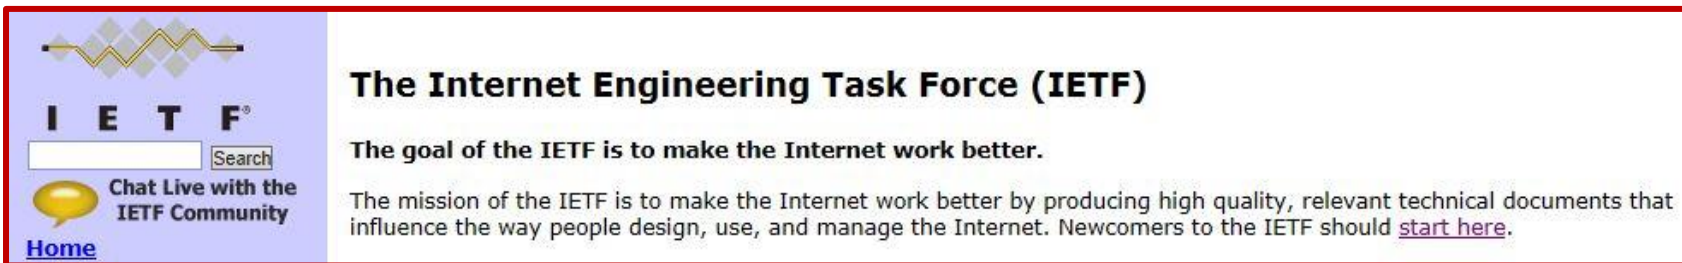 I E T F®
Search
Chat Live with the
IETF Community
Home
The Internet Engineering Task Force (IETF)
The goal of the IETF is to make the Internet work better.
The mission of the IETF is to make the Internet work better by producing high quality, relevant technical documents that
influence the way people design, use, and manage the Internet. Newcomers to the IETF should start here.